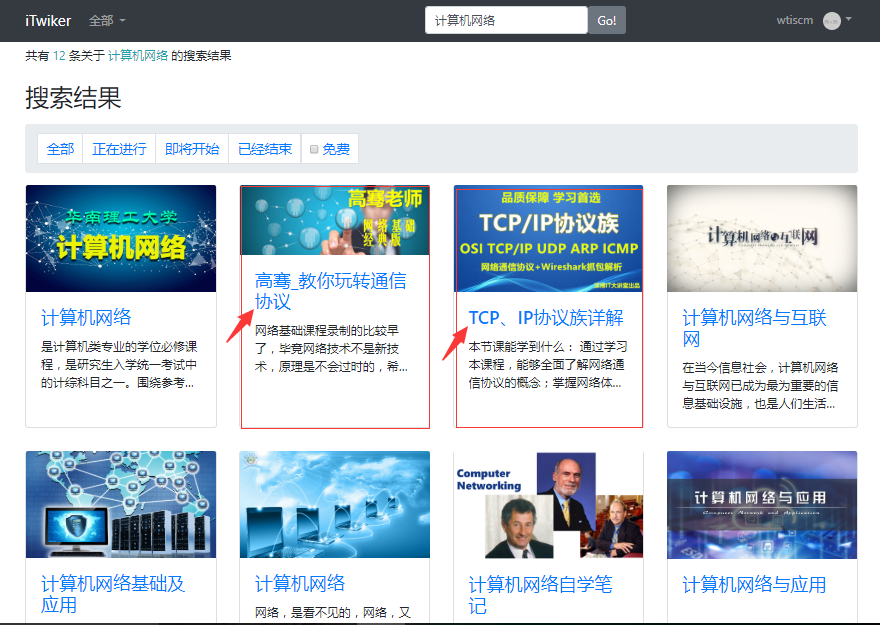 iTwiker 全部 计算机网络 Go! wtiscm
共有 12 条关于 计算机网络 的搜索结果
搜索结果
全部 正在进行 即将开始 已经结束 免费
华南理工大学
计算机网络
计算机网络
是计算机类专业的学位必修课
程，是研究生入学统一考试中
的计综科目之一。围绕参考...
高骞老师
网络基础
经典版
高骞_教你玩转通信
协议
网络基础课程录制的比较早
了，毕竟网络技术不是新技
术，原理是不会过时的，希...
品质保障 学习首选
TCP/IP协议族
OSI TCP/IP UDP ARP ICMP
网络通信协议+Wireshark抓包解析
TCP、IP协议族详解
本节课能学到什么： 通过学习
本课程，能够全面了解网络通
信协议的概念；掌握网络体...
计算机网络与互联网
计算机网络与互联
网
在当今信息社会，计算机网络
与互联网已成为最为重要的信
息基础设施，也是人们生活...
计算机网络基础及
应用
计算机网络
网络，是看不见的，网络，又
Computer
Networking
计算机网络自学笔
记
计算机网络与应用
Computer Network and Application
计算机网络与应用